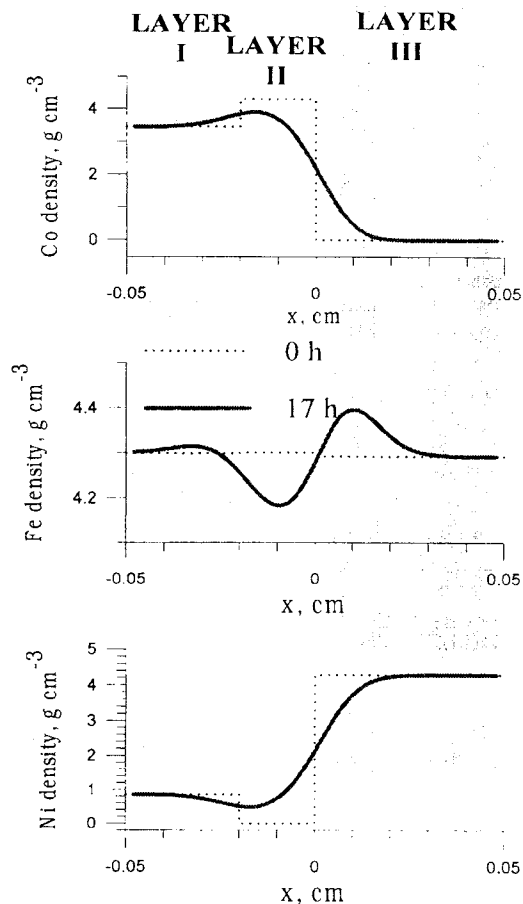 LAYER I
LAYER II
LAYER III
Co density, g cm⁻³
4
2
0
-0.05
0
0.05
x, cm
0 h
17 h
Fe density, g cm⁻³
4.4
4.2
-0.05
0
0.05
x, cm
Ni density, g cm⁻³
5
4
3
2
1
0
-0.05
0
0.05
x, cm